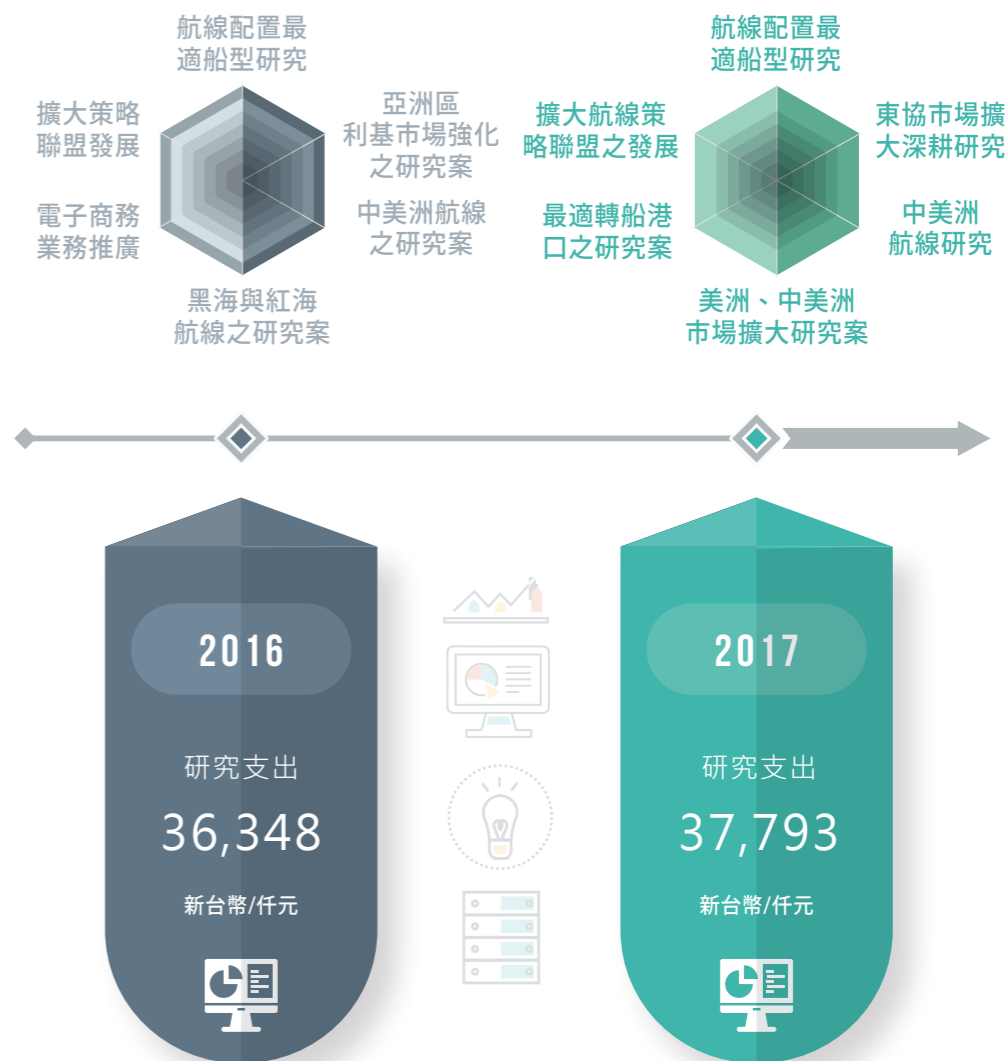 航線配置最
適船型研究
擴大策略
聯盟發展
亞洲區
利基市場強化
之研究案
電子商務
業務推廣
中美洲航線
之研究案
黑海與紅海
航線之研究案
航線配置最
適船型研究
擴大航線策
略聯盟之發展
東協市場擴
大深耕研究
最適轉船港
口之研究案
中美洲
航線研究
美洲、中美洲
市場擴大研究案
2016
研究支出
36,348
新台幣/仟元
2017
研究支出
37,793
新台幣/仟元